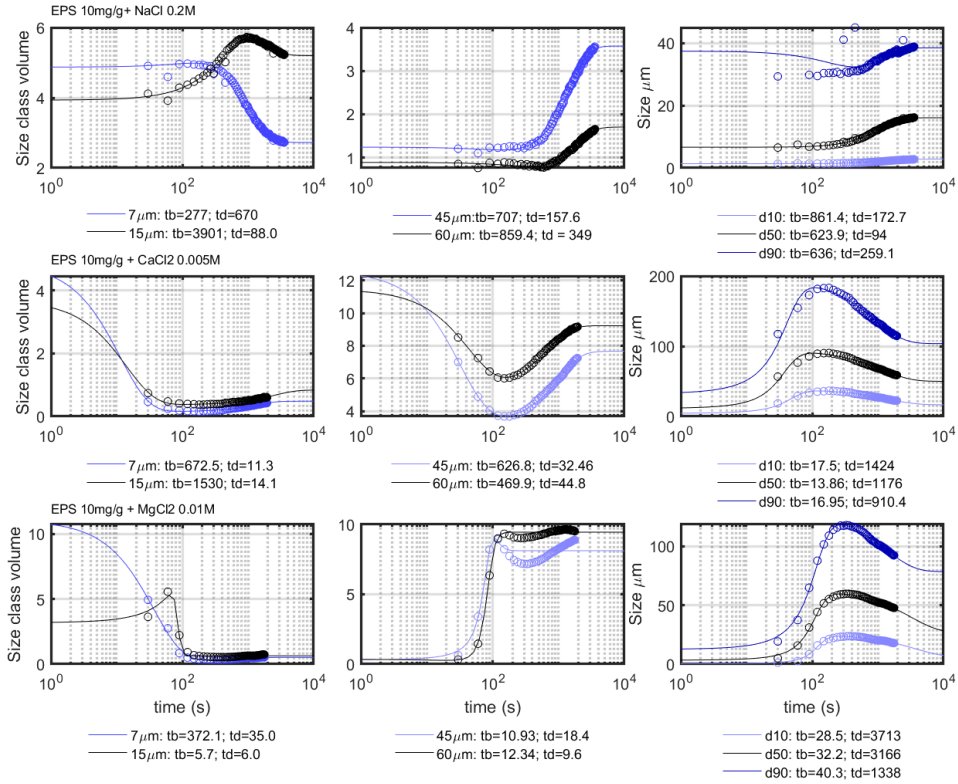 EPS 10mg/g+ NaCl 0.2M
Size class volume
6
4
2
10^0 10^2 10^4
4
3
2
1
10^0 10^2 10^4
Size μm
40
20
0
10^0 10^2 10^4
7μm: tb=277; td=670
15μm: tb=3901; td=88.0
45μm:tb=707; td=157.6
60μm: tb=859.4; td = 349
d10: tb=861.4; td=172.7
d50: tb=623.9; td=94
d90: tb=636; td=259.1
EPS 10mg/g + CaCl2 0.005M
Size class volume
4
2
0
10^0 10^2 10^4
12
10
8
6
4
10^0 10^2 10^4
Size μm
200
100
0
10^0 10^2 10^4
7μm: tb=672.5; td=11.3
15μm: tb=1530; td=14.1
45μm: tb=626.8; td=32.46
60μm: tb=469.9; td=44.8
d10: tb=17.5; td=1424
d50: tb=13.86; td=1176
d90: tb=16.95; td=910.4
EPS 10mg/g + MgCl2 0.01M
Size class volume
10
5
0
10^0 10^2 10^4
time (s)
10
5
0
10^0 10^2 10^4
time (s)
Size μm
100
50
0
10^0 10^2 10^4
time (s)
7μm: tb=372.1; td=35.0
15μm: tb=5.7; td=6.0
45μm: tb=10.93; td=18.4
60μm: tb=12.34; td=9.6
d10: tb=28.5; td=3713
d50: tb=32.2; td=3166
d90: tb=40.3; td=1338